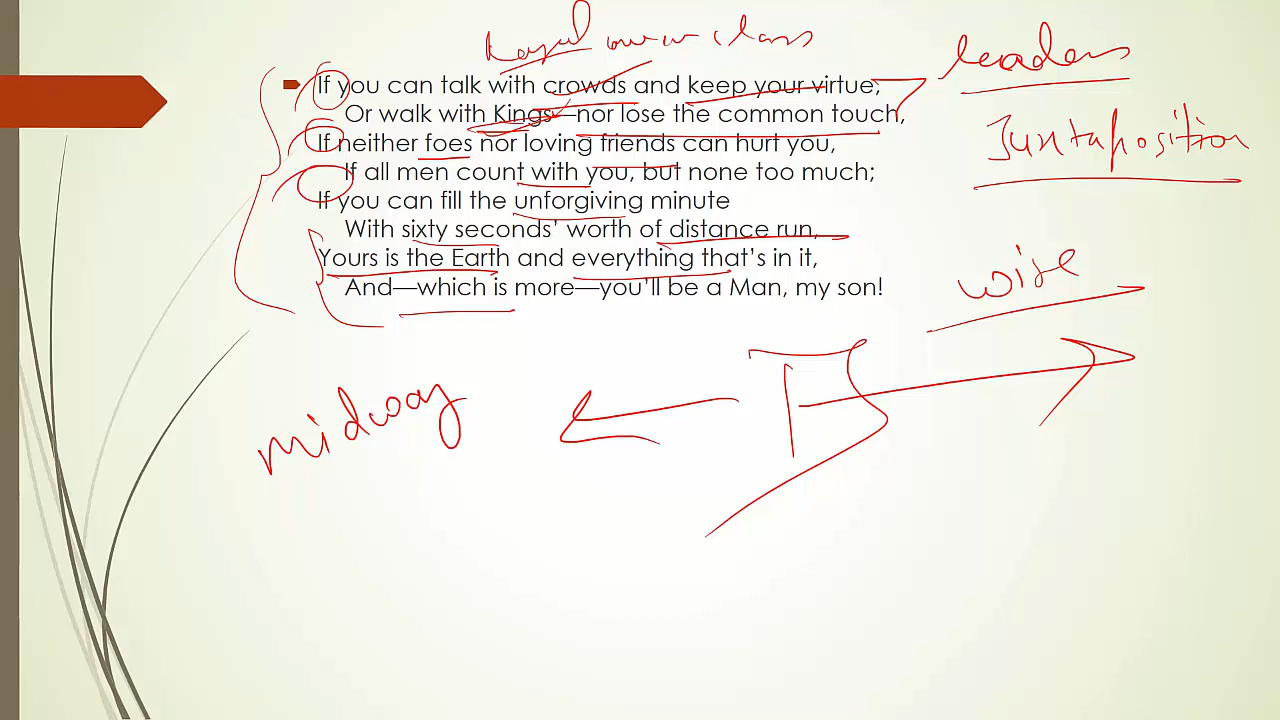 class
leaders
If you can talk with crowds and keep your virtue,
Or walk with Kings—nor lose the common touch,
Juxtaposition
If neither foes nor loving friends can hurt you,
If all men count with you, but none too much;
If you can fill the unforgiving minute
With sixty seconds’ worth of distance run,
Yours is the Earth and everything that’s in it,
And—which is more—you’ll be a Man, my son!
wise
midway